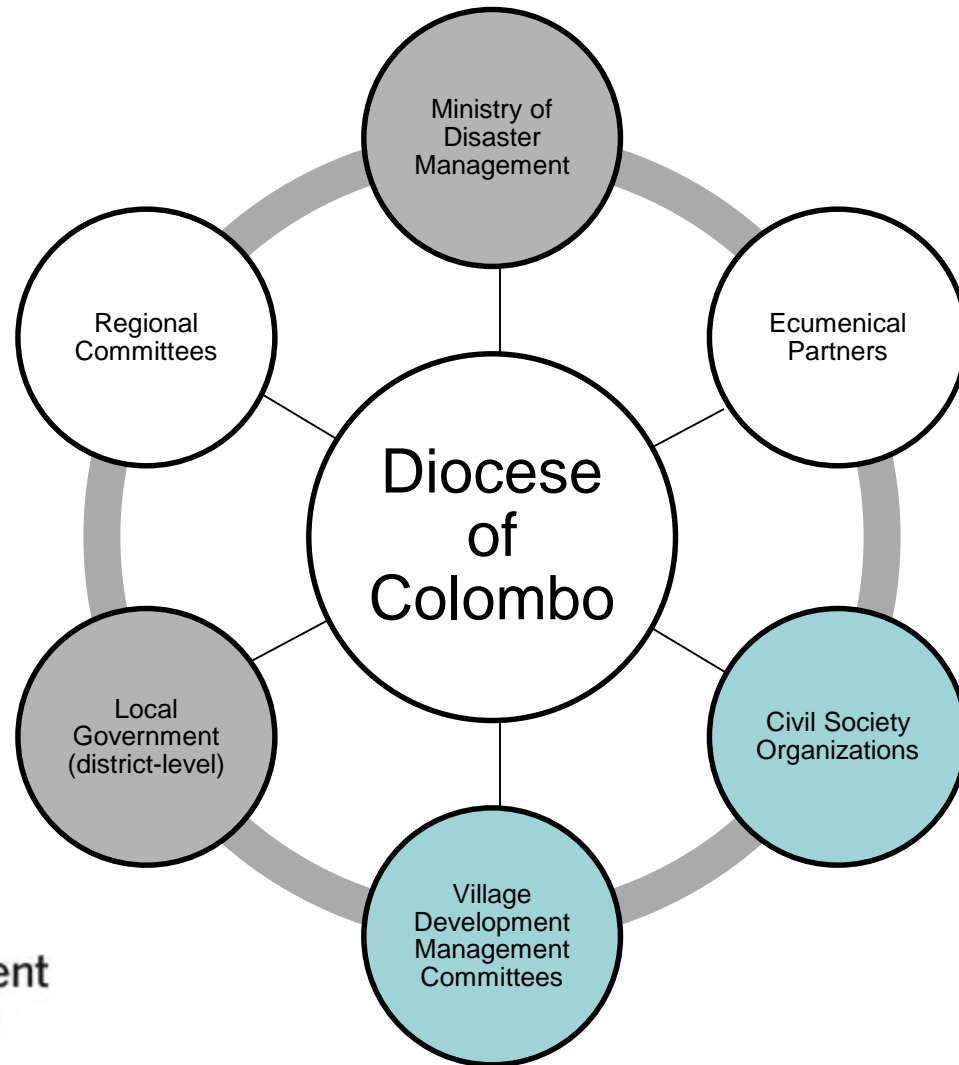 Ministry of
Disaster
Management
Regional
Committees
Ecumenical
Partners
Diocese
of
Colombo
Local
Government
(district-level)
Civil Society
Organizations
Village
Development
Management
Committees